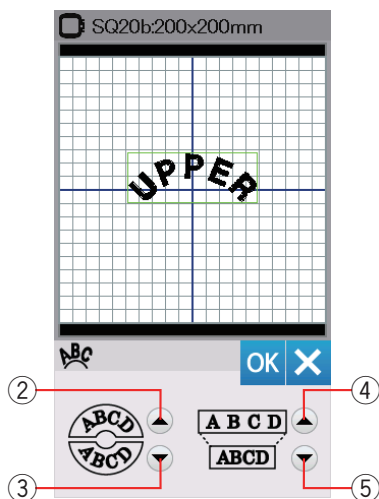 SQ20b:200x200mm
UPPER
ABC
OK
② ④
ABCD A B C D
ABCD ABCD
③ ⑤